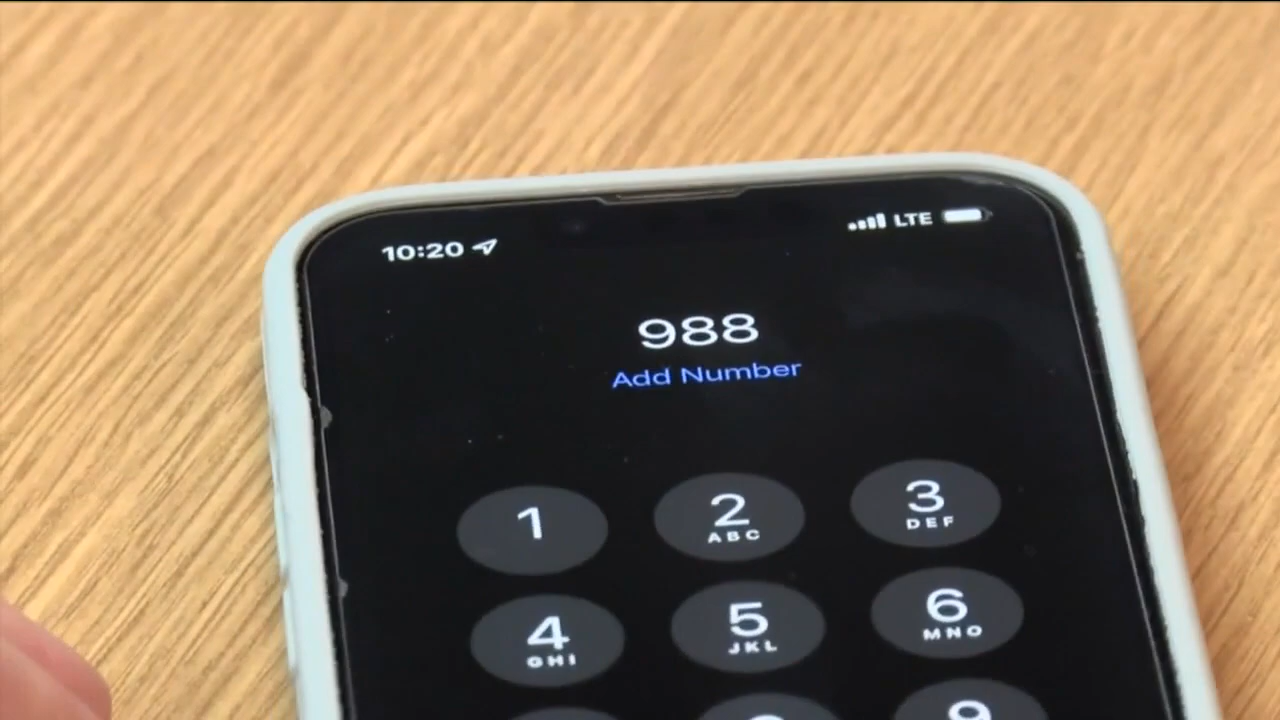 10:20 LTE
988
Add Number
1 2 3
ABC DEF
4 5 6
GHI JKL MNO
9